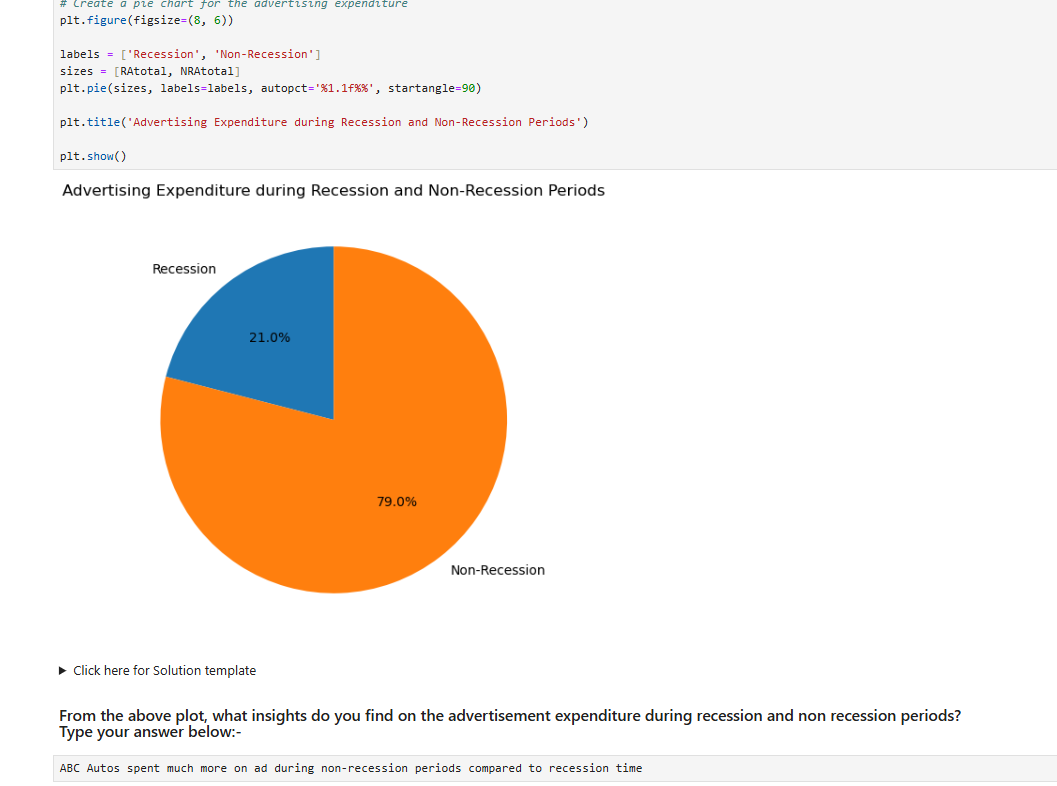 # Create a pie chart for the advertising expenditure
plt.figure(figsize=(8, 6))
labels = ['Recession', 'Non-Recession']
sizes = [RAtotal, NRAtotal]
plt.pie(sizes, labels=labels, autopct='%1.1f%%', startangle=90)
plt.title('Advertising Expenditure during Recession and Non-Recession Periods')
plt.show()
Advertising Expenditure during Recession and Non-Recession Periods
Recession
21.0%
79.0%
Non-Recession
Click here for Solution template
From the above plot, what insights do you find on the advertisement expenditure during recession and non recession periods?
Type your answer below:-
ABC Autos spent much more on ad during non-recession periods compared to recession time